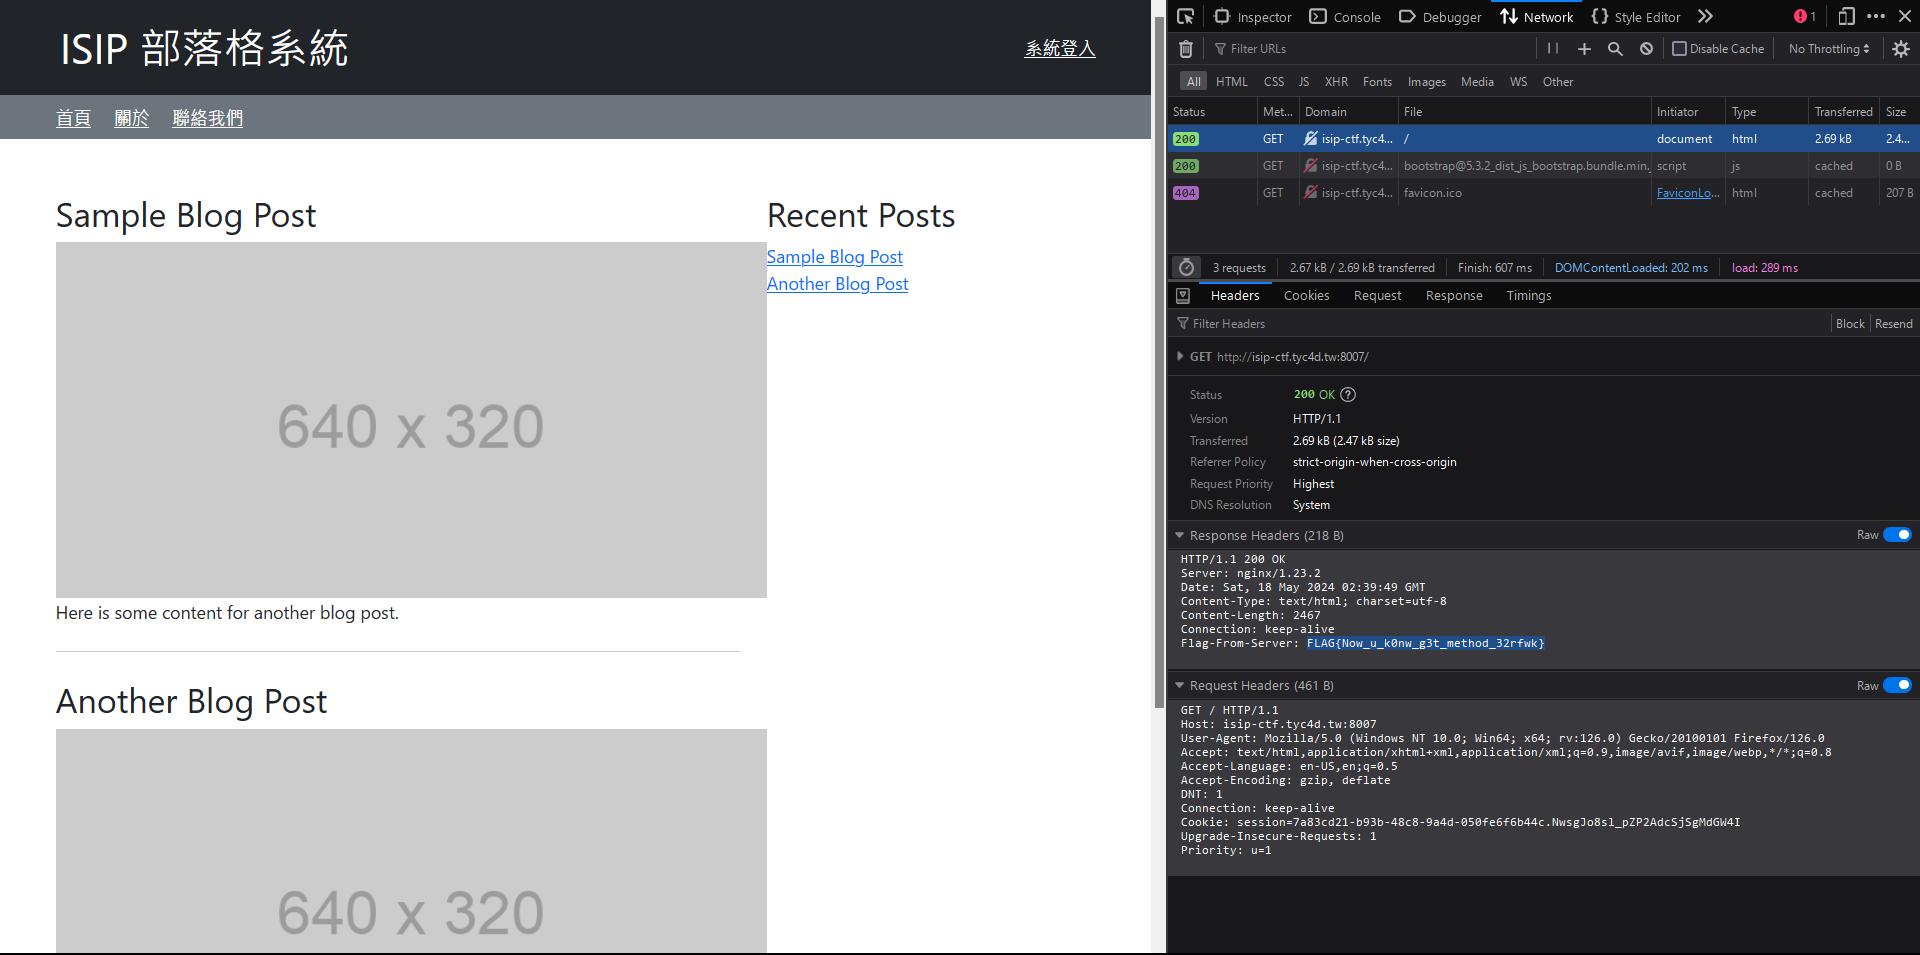 ISIP 部落格系統
系統登入
首頁 關於 聯絡我們
Sample Blog Post
640 x 320
Here is some content for another blog post.
Another Blog Post
640 x 320
Recent Posts
Sample Blog Post
Another Blog Post
Inspector Console Debugger Network Style Editor 1
Filter URLs Disable Cache No Throttling
All HTML CSS JS XHR Fonts Images Media WS Other
Status Met... Domain File Initiator Type Transferred Size
200 GET isip-ctf.tyc4... / document html 2.69 kB 2.4...
200 GET isip-ctf.tyc4... bootstrap@5.3.2_dist_js_bootstrap.bundle.min. script js cached 0 B
404 GET isip-ctf.tyc4... favicon.ico FaviconLo... html cached 207 B
3 requests 2.67 kB / 2.69 kB transferred Finish: 607 ms DOMContentLoaded: 202 ms load: 289 ms
Headers Cookies Request Response Timings
Filter Headers Block Resend
GET http://isip-ctf.tyc4d.tw:8007/
Status 200 OK ?
Version HTTP/1.1
Transferred 2.69 kB (2.47 kB size)
Referrer Policy strict-origin-when-cross-origin
Request Priority Highest
DNS Resolution System
Response Headers (218 B) Raw
HTTP/1.1 200 OK
Server: nginx/1.23.2
Date: Sat, 18 May 2024 02:39:49 GMT
Content-Type: text/html; charset=utf-8
Content-Length: 2467
Connection: keep-alive
Flag-From-Server: FLAG{Now_u_k0nw_g3t_method_32rfwk}
Request Headers (461 B) Raw
GET / HTTP/1.1
Host: isip-ctf.tyc4d.tw:8007
User-Agent: Mozilla/5.0 (Windows NT 10.0; Win64; x64; rv:126.0) Gecko/20100101 Firefox/126.0
Accept: text/html,application/xhtml+xml,application/xml;q=0.9,image/avif,image/webp,*/*;q=0.8
Accept-Language: en-US,en;q=0.5
Accept-Encoding: gzip, deflate
DNT: 1
Connection: keep-alive
Cookie: session=7a83cd21-b93b-48c8-9a4d-050fe6f6b44c.NwsgJo8sl_pZP2AdcSjSgMdGW4I
Upgrade-Insecure-Requests: 1
Priority: u=1